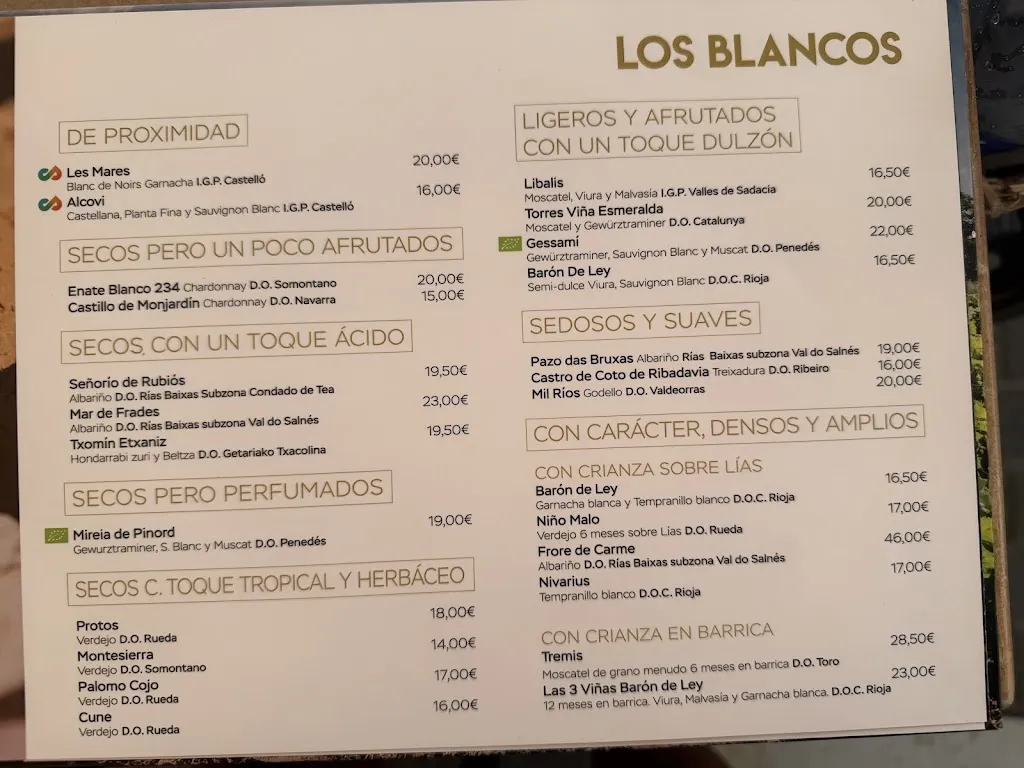 LOS BLANCOS
DE PROXIMIDAD
Les Mares 20,00€
Blanc de Noirs Garnacha I.G.P. Castelló
Alcovi 16,00€
Castellana, Planta Fina y Sauvignon Blanc I.G.P. Castelló
SECOS PERO UN POCO AFRUTADOS
Enate Blanco 234 Chardonnay D.O. Somontano 20,00€
Castillo de Monjardín Chardonnay D.O. Navarra 15,00€
SECOS, CON UN TOQUE ÁCIDO
Señorío de Rubiós 19,50€
Albariño D.O. Rías Baixas Subzona Condado de Tea
Mar de Frades 23,00€
Albariño D.O. Rías Baixas subzona Val do Salnés
Txomín Etxaniz 19,50€
Hondarrabi zuri y Beltza D.O. Getariako Txacolina
SECOS PERO PERFUMADOS
Mireia de Pinord 19,00€
Gewurztraminer, S. Blanc y Muscat D.O. Penedés
SECOS C. TOQUE TROPICAL Y HERBÁCEO
Protos 18,00€
Verdejo D.O. Rueda
Montesierra 14,00€
Verdejo D.O. Somontano
Palomo Cojo 17,00€
Verdejo D.O. Rueda
Cune 16,00€
Verdejo D.O. Rueda
LIGEROS Y AFRUTADOS
CON UN TOQUE DULZÓN
Libalis 16,50€
Moscatel, Viura y Malvasía I.G.P. Valles de Sadacia
Torres Viña Esmeralda 20,00€
Moscatel y Gewürztraminer D.O. Catalunya
Gessamí 22,00€
Gewürztraminer, Sauvignon Blanc y Muscat D.O. Penedés
Barón De Ley 16,50€
Semi-dulce Viura, Sauvignon Blanc D.O.C. Rioja
SEDOSOS Y SUAVES
Pazo das Bruxas Albariño Rías Baixas subzona Val do Salnés 19,00€
Castro de Coto de Ribadavia Treixadura D.O. Ribeiro 16,00€
Mil Ríos Godello D.O. Valdeorras 20,00€
CON CARÁCTER, DENSOS Y AMPLIOS
CON CRIANZA SOBRE LÍAS
Barón de Ley 16,50€
Garnacha blanca y Tempranillo blanco D.O.C. Rioja
Niño Malo 17,00€
Verdejo 6 meses sobre Lías D.O. Rueda
Frore de Carme 46,00€
Albariño D.O. Rías Baixas subzona Val do Salnés
Nivarius 17,00€
Tempranillo blanco D.O.C. Rioja
CON CRIANZA EN BARRICA
Tremis 28,50€
Moscatel de grano menudo 6 meses en barrica D.O. Toro
Las 3 Viñas Barón de Ley 23,00€
12 meses en barrica. Viura, Malvasía y Garnacha blanca. D.O.C. Rioja